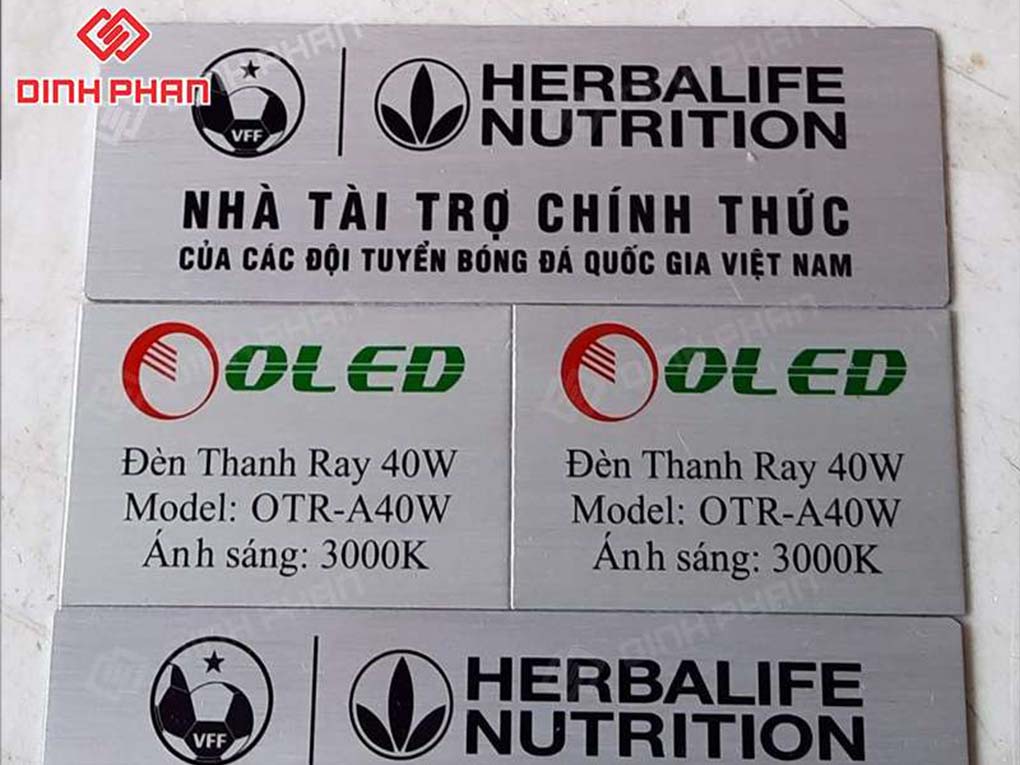 DINH PHAN
VFF
HERBALIFE
NUTRITION
NHÀ TÀI TRỢ CHÍNH THỨC
CỦA CÁC ĐỘI TUYỂN BÓNG ĐÁ QUỐC GIA VIỆT NAM
OLED
Đèn Thanh Ray 40W
Model: OTR-A40W
Ánh sáng: 3000K
OLED
Đèn Thanh Ray 40W
Model: OTR-A40W
Ánh sáng: 3000K
VFF
HERBALIFE
NUTRITION